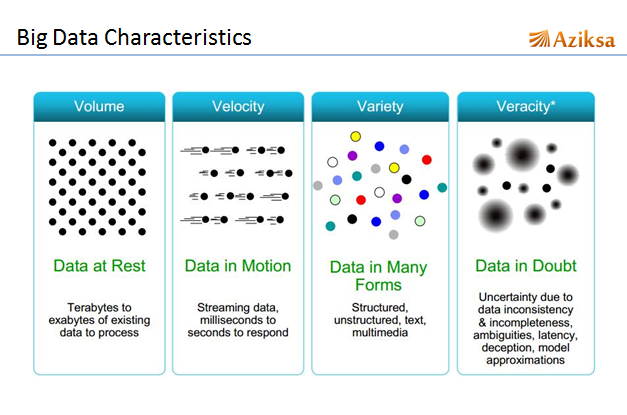 Big Data Characteristics
Aziksa
Volume
Data at Rest
Terabytes to
exabytes of existing
data to process
Velocity
Data in Motion
Streaming data,
milliseconds to
seconds to respond
Variety
Data in Many
Forms
Structured,
unstructured, text,
multimedia
Veracity*
Data in Doubt
Uncertainty due to
data inconsistency
& incompleteness,
ambiguities, latency,
deception, model
approximations